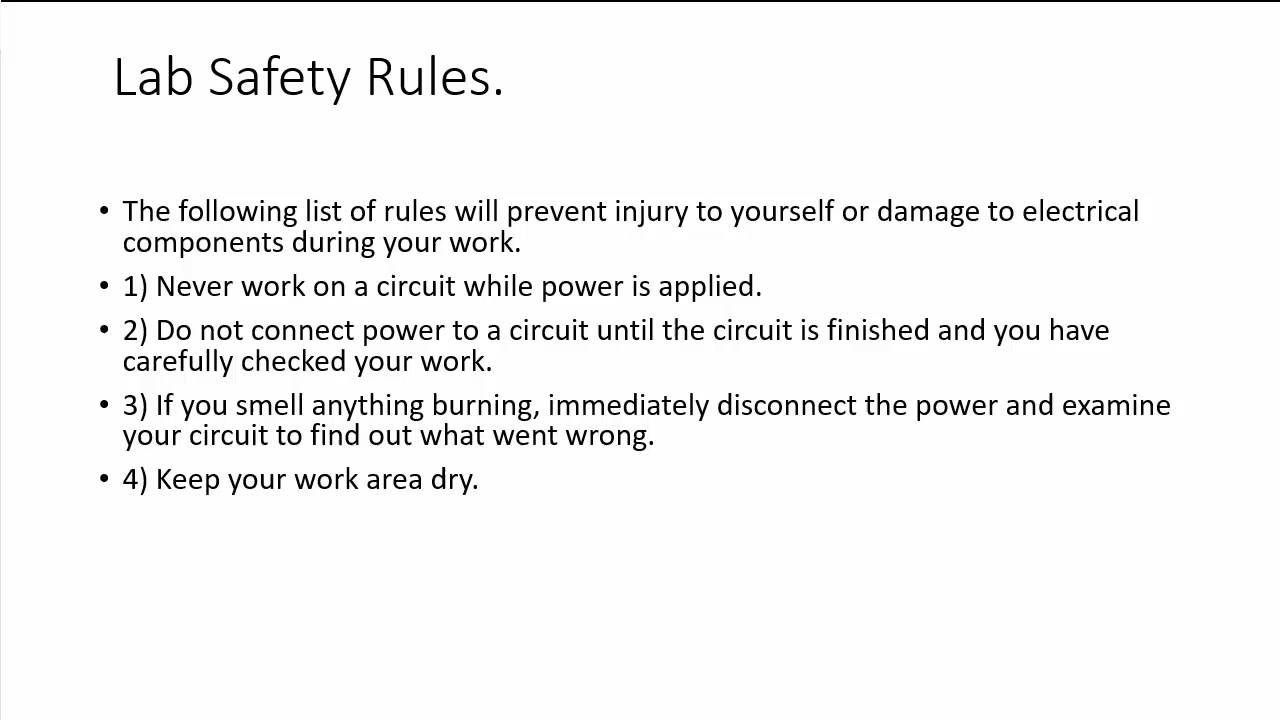 Lab Safety Rules.
• The following list of rules will prevent injury to yourself or damage to electrical
components during your work.
• 1) Never work on a circuit while power is applied.
• 2) Do not connect power to a circuit until the circuit is finished and you have
carefully checked your work.
• 3) If you smell anything burning, immediately disconnect the power and examine
your circuit to find out what went wrong.
• 4) Keep your work area dry.